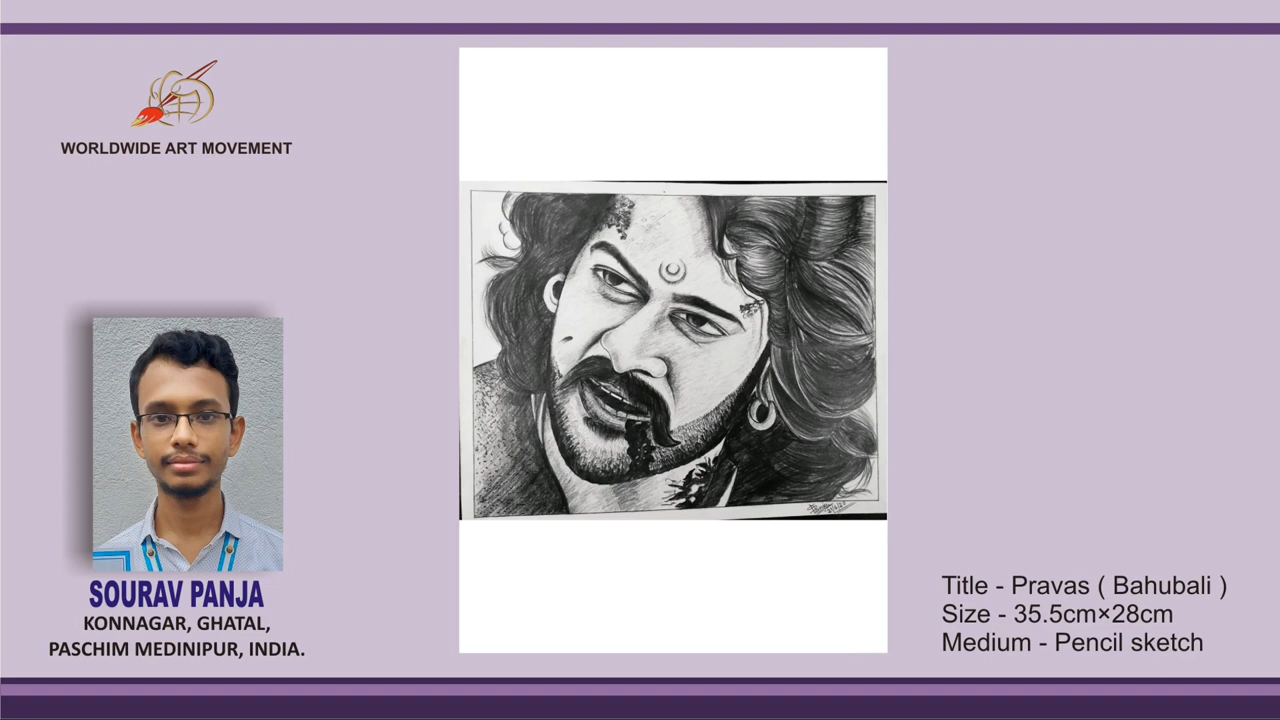 WORLDWIDE ART MOVEMENT
SOURAV PANJA
KONNAGAR, GHATAL,
PASCHIM MEDINIPUR, INDIA.
Title - Pravas ( Bahubali )
Size - 35.5cm×28cm
Medium - Pencil sketch